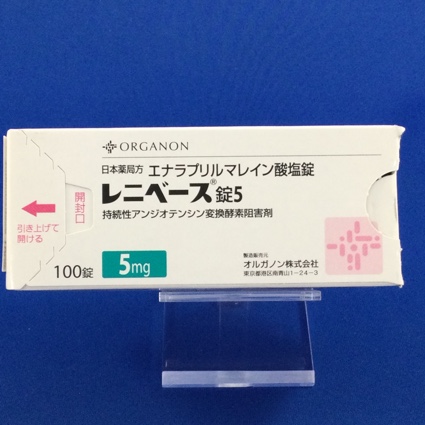 ORGANON
日本薬局方 エナラプリルマレイン酸塩錠
レニベース®錠5
持続性アンジオテンシン変換酵素阻害剤
100錠 5mg
製造販売元
オルガノン株式会社
東京都港区南青山1-24-3
開封口
引き上げて
開ける